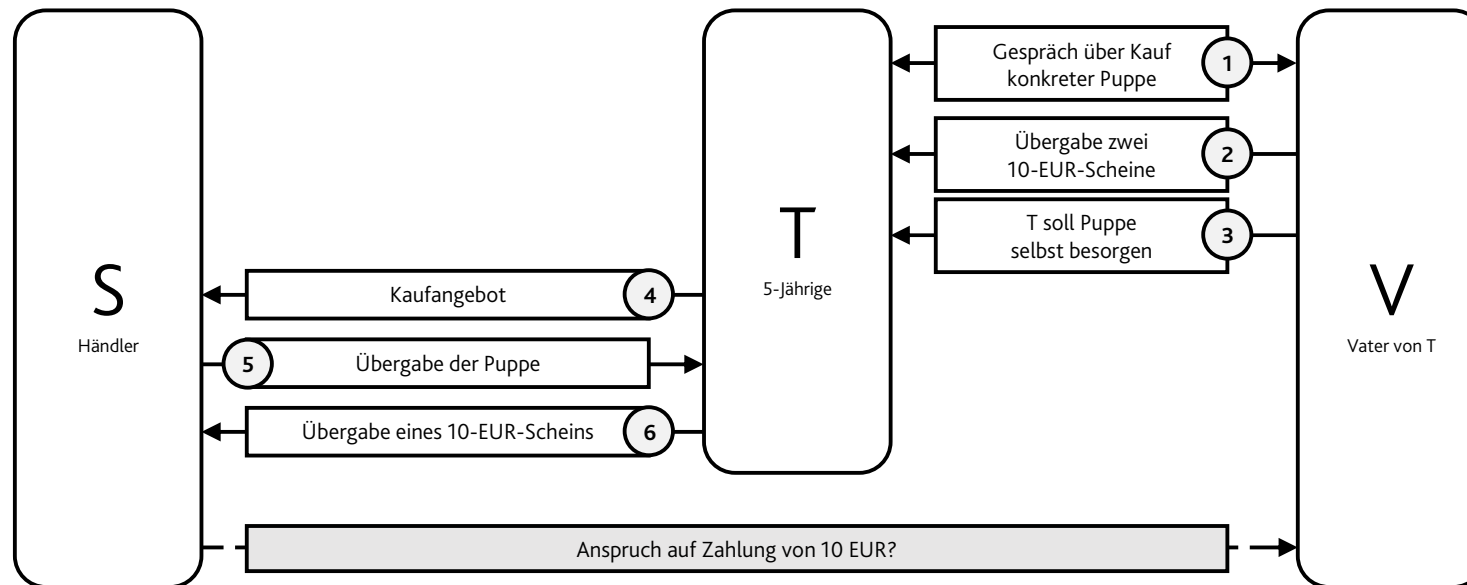 Gespräch über Kauf
konkreter Puppe
1
Übergabe zwei
10-EUR-Scheine
2
T soll Puppe
selbst besorgen
3
S
Händler
T
5-Jährige
V
Vater von T
Kaufangebot
4
5
Übergabe der Puppe
Übergabe eines 10-EUR-Scheins
6
Anspruch auf Zahlung von 10 EUR?